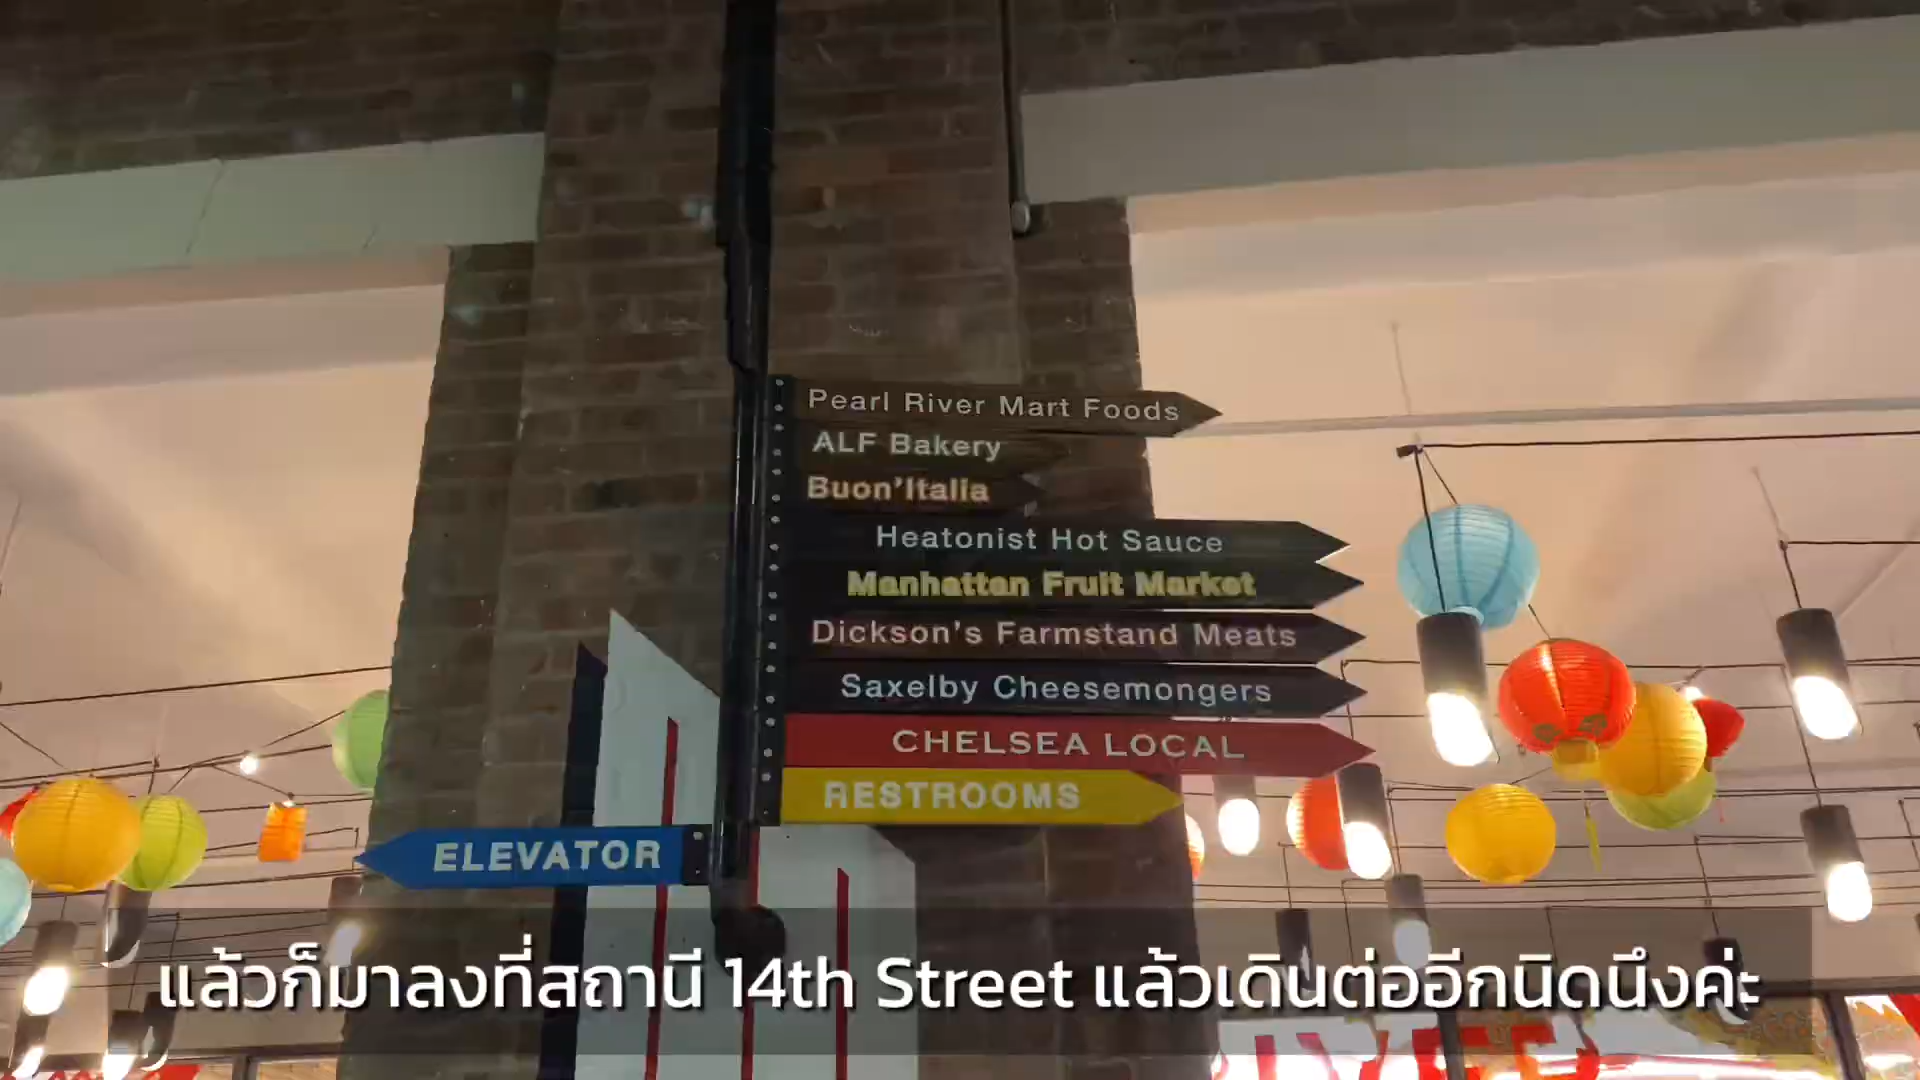 Pearl River Mart Foods
ALF Bakery
Buon'Italia
Heatonist Hot Sauce
Manhattan Fruit Market
Dickson's Farmstand Meats
Saxelby Cheesemongers
CHELSEA LOCAL
RESTROOMS
ELEVATOR
แล้วก็มาลงที่สถานี 14th Street แล้วเดินต่ออีกนิดนึงค่ะ